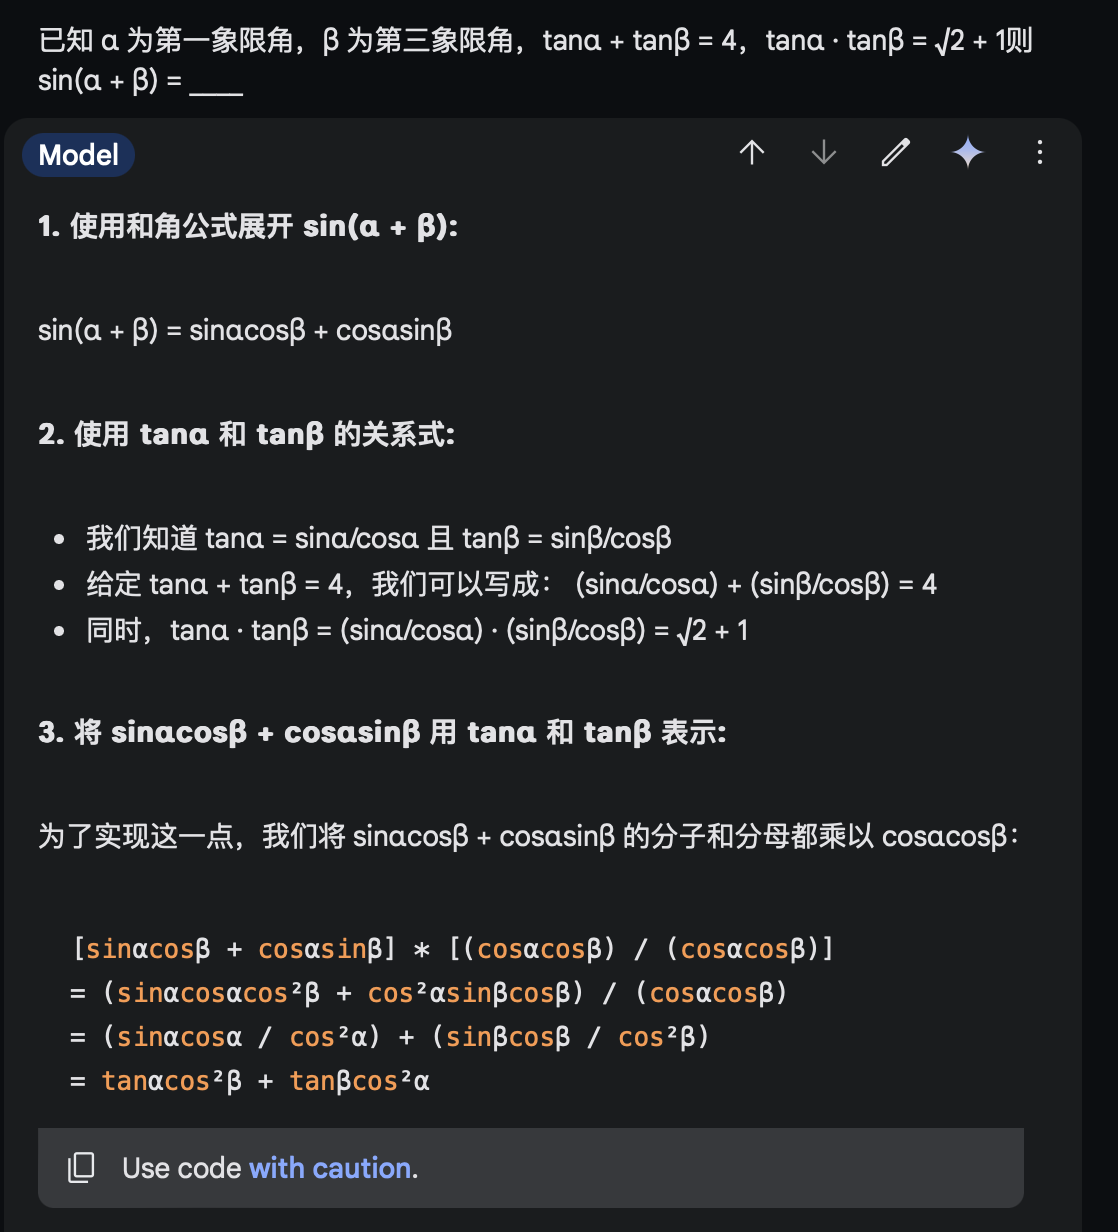 已知 α 为第一象限角，β 为第三象限角，tanα + tanβ = 4，tanα · tanβ = √2 + 1则
sin(α + β) = ____
Model
1. 使用和角公式展开 sin(α + β):
sin(α + β) = sinαcosβ + cosαsinβ
2. 使用 tanα 和 tanβ 的关系式:
• 我们知道 tanα = sinα/cosα 且 tanβ = sinβ/cosβ
• 给定 tanα + tanβ = 4，我们可以写成： (sinα/cosα) + (sinβ/cosβ) = 4
• 同时，tanα · tanβ = (sinα/cosα) · (sinβ/cosβ) = √2 + 1
3. 将 sinαcosβ + cosαsinβ 用 tanα 和 tanβ 表示:
为了实现这一点，我们将 sinαcosβ + cosαsinβ 的分子和分母都乘以 cosαcosβ：
[sinαcosβ + cosαsinβ] * [(cosαcosβ) / (cosαcosβ)]
= (sinαcosαcos²β + cos²αsinβcosβ) / (cosαcosβ)
= (sinαcosα / cos²α) + (sinβcosβ / cos²β)
= tanαcos²β + tanβcos²α
Use code with caution.